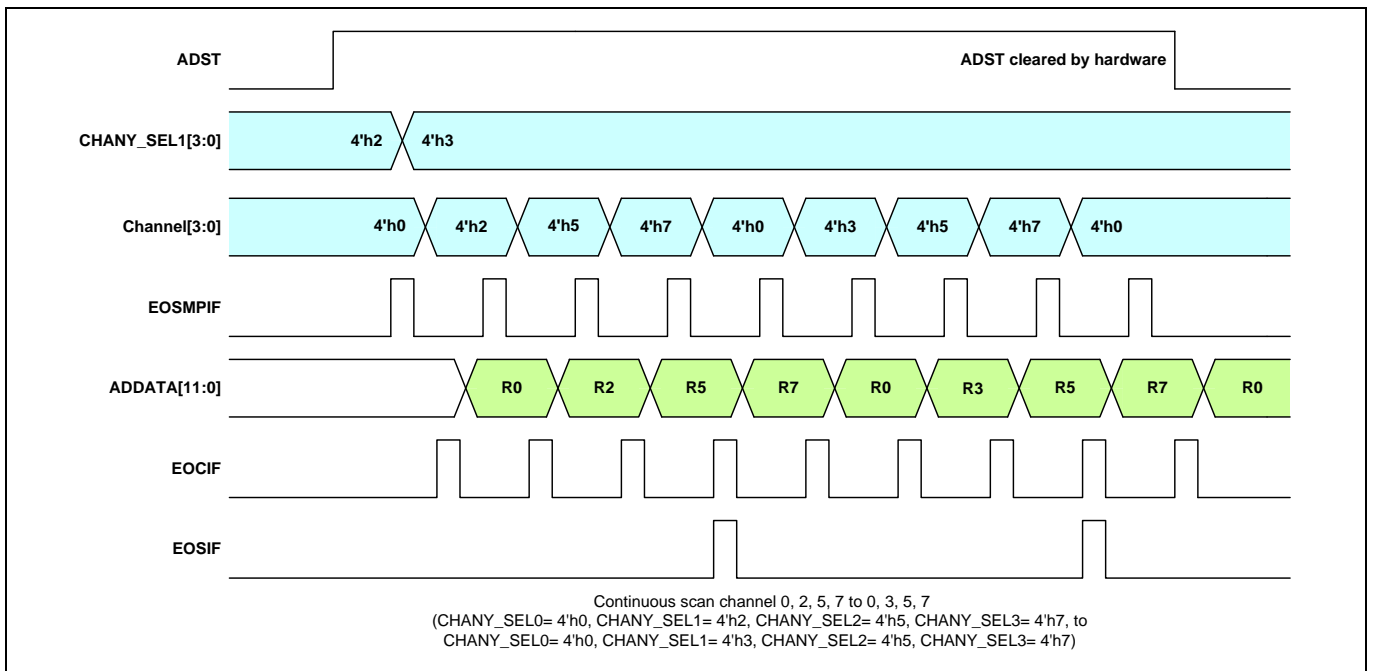 ADST
ADST cleared by hardware
CHANY_SEL1[3:0]
4'h2 4'h3
Channel[3:0]
4'h0 4'h2 4'h5 4'h7 4'h0 4'h3 4'h5 4'h7 4'h0
EOSMPIF
ADDATA[11:0]
R0 R2 R5 R7 R0 R3 R5 R7 R0
EOCIF
EOSIF
Continuous scan channel 0, 2, 5, 7 to 0, 3, 5, 7
(CHANY_SEL0= 4'h0, CHANY_SEL1= 4'h2, CHANY_SEL2= 4'h5, CHANY_SEL3= 4'h7, to
CHANY_SEL0= 4'h0, CHANY_SEL1= 4'h3, CHANY_SEL2= 4'h5, CHANY_SEL3= 4'h7)